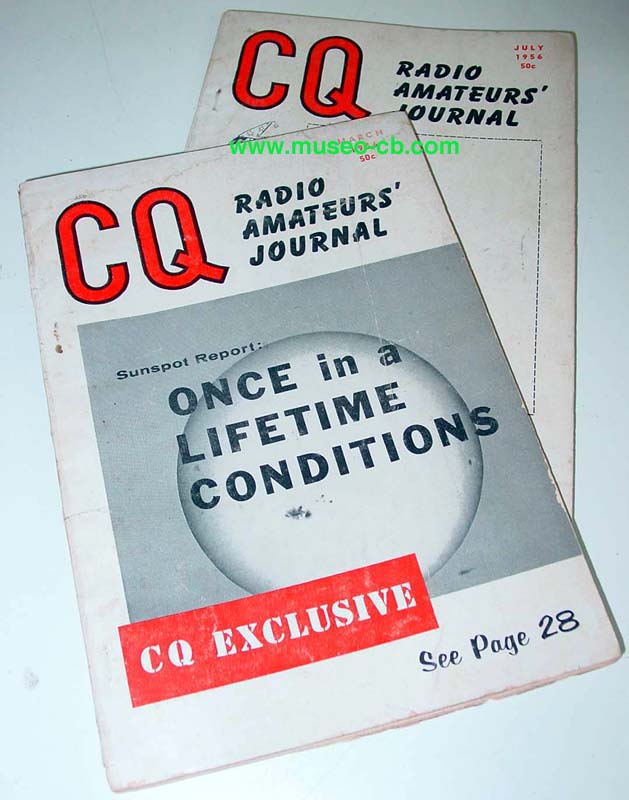 CQ
RADIO
AMATEURS'
JOURNAL
JULY
1956
50c
www.museo-cb.com
MARCH
50c
CQ
RADIO
AMATEURS'
JOURNAL
Sunspot Report:
ONCE in a
LIFETIME
CONDITIONS
CQ EXCLUSIVE
See Page 28